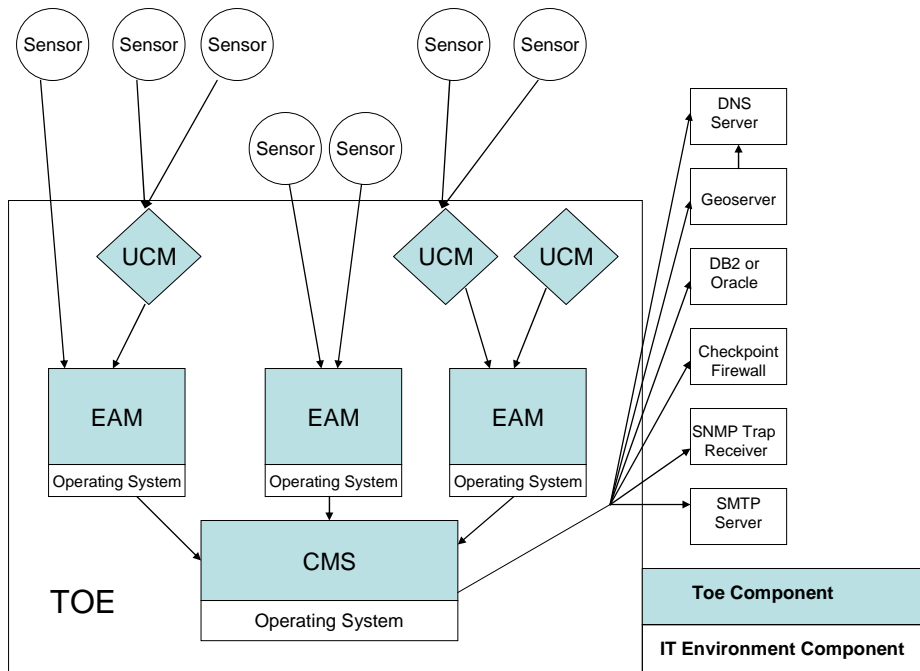 Sensor
Sensor
Sensor
Sensor
Sensor
Sensor
Sensor
DNS
Server
Geoserver
DB2 or
Oracle
Checkpoint
Firewall
SNMP Trap
Receiver
SMTP
Server
UCM
UCM
UCM
EAM
Operating System
EAM
Operating System
EAM
Operating System
CMS
Operating System
TOE
Toe Component
IT Environment Component